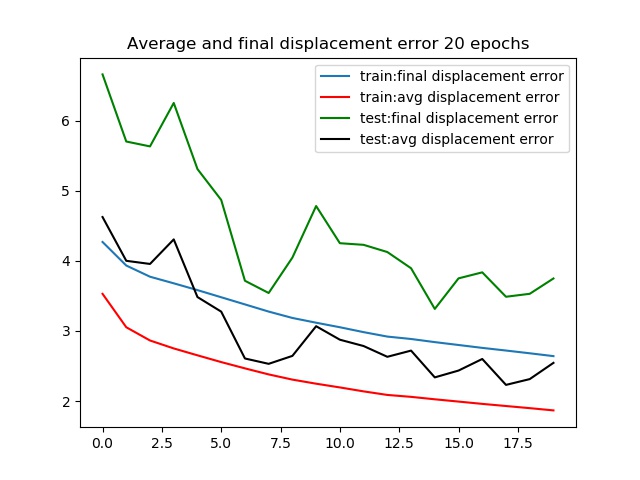 Average and final displacement error 20 epochs
train:final displacement error
train:avg displacement error
test:final displacement error
test:avg displacement error
6
5
4
3
2
0.0 2.5 5.0 7.5 10.0 12.5 15.0 17.5